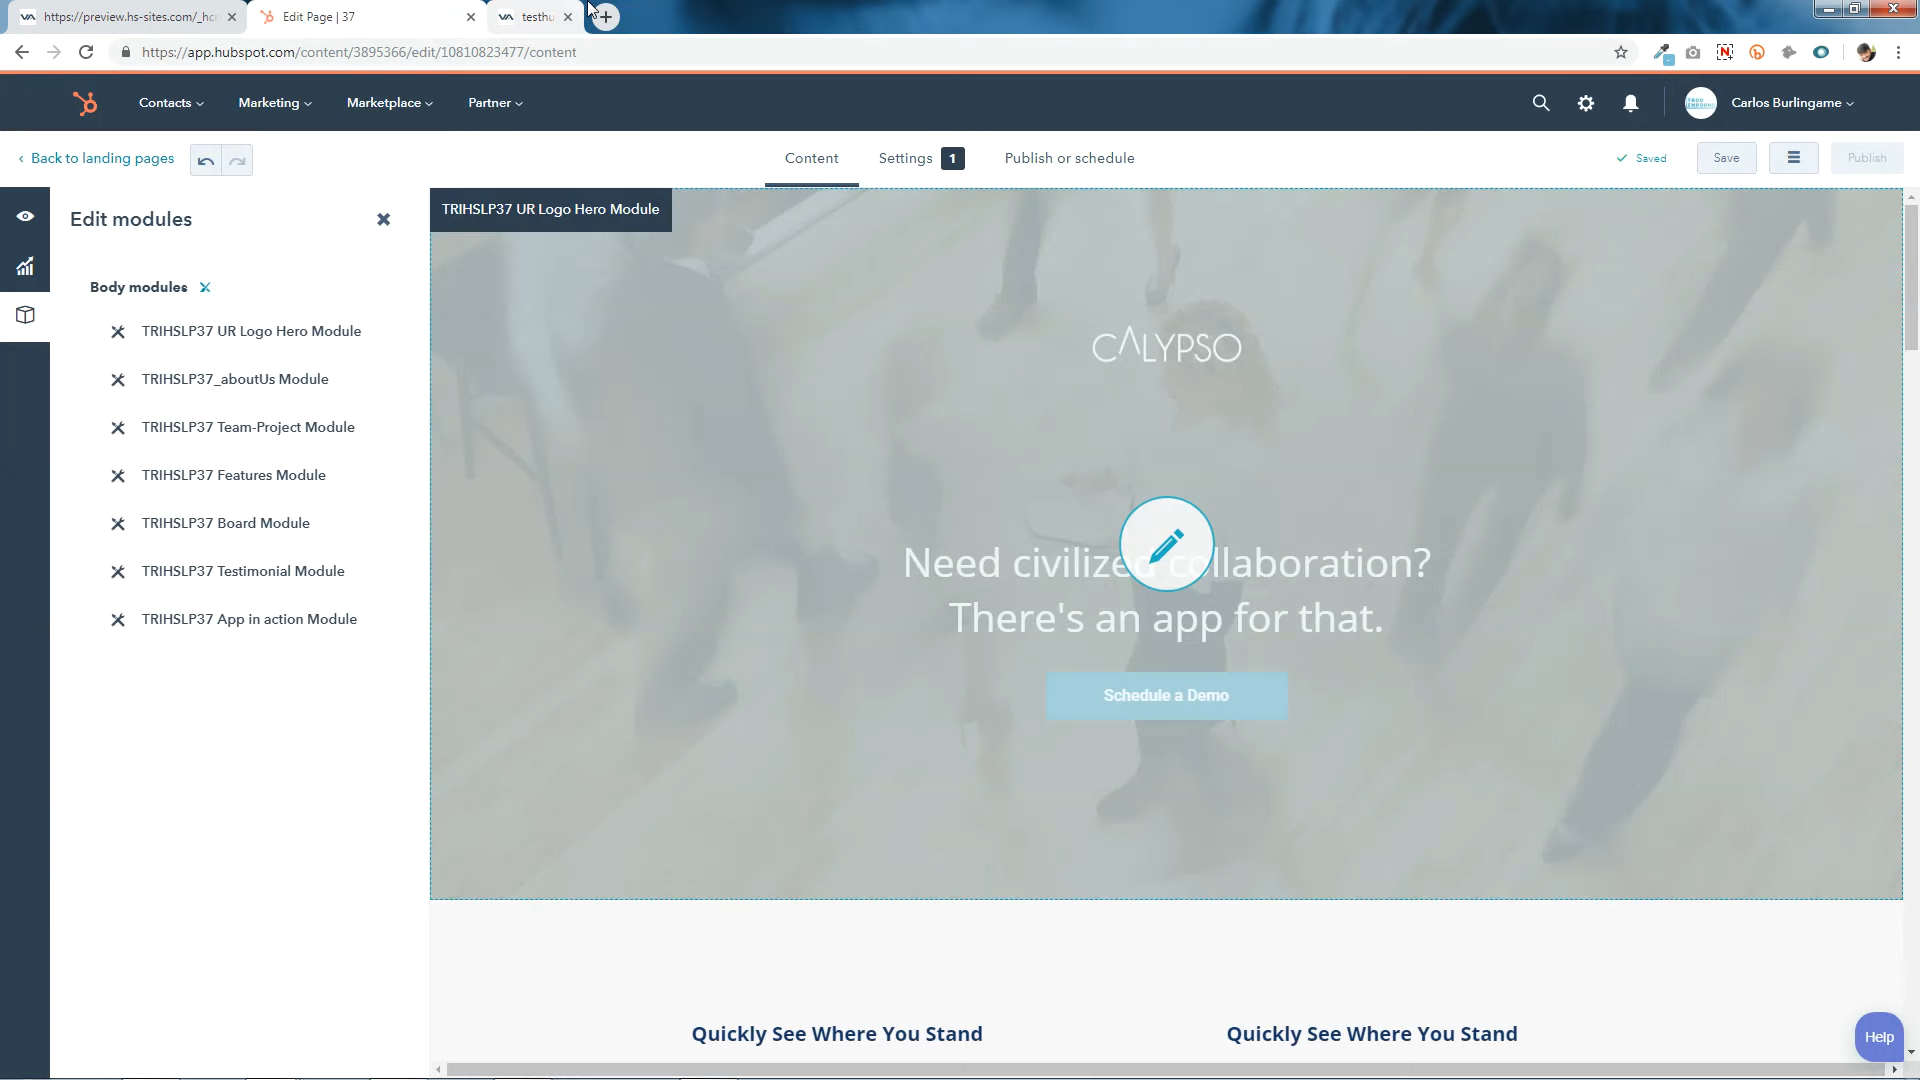 https://preview.hs-sites.com/_hcm
Edit Page | 37
testhu
https://app.hubspot.com/content/3895366/edit/10810823477/content
Contacts
Marketing
Marketplace
Partner
Carlos Burlingame
Back to landing pages
Content
Settings 1
Publish or schedule
Saved
Save
Publish
Edit modules
TRIHSLP37 UR Logo Hero Module
Body modules
TRIHSLP37 UR Logo Hero Module
TRIHSLP37_aboutUs Module
TRIHSLP37 Team-Project Module
TRIHSLP37 Features Module
TRIHSLP37 Board Module
TRIHSLP37 Testimonial Module
TRIHSLP37 App in action Module
CALYPSO
Need civilized collaboration?
There's an app for that.
Schedule a Demo
Quickly See Where You Stand
Quickly See Where You Stand
Help